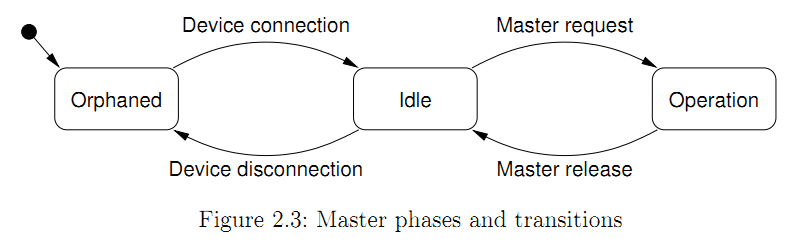 Device connection
Master request
Orphaned
Idle
Operation
Device disconnection
Master release
Figure 2.3: Master phases and transitions